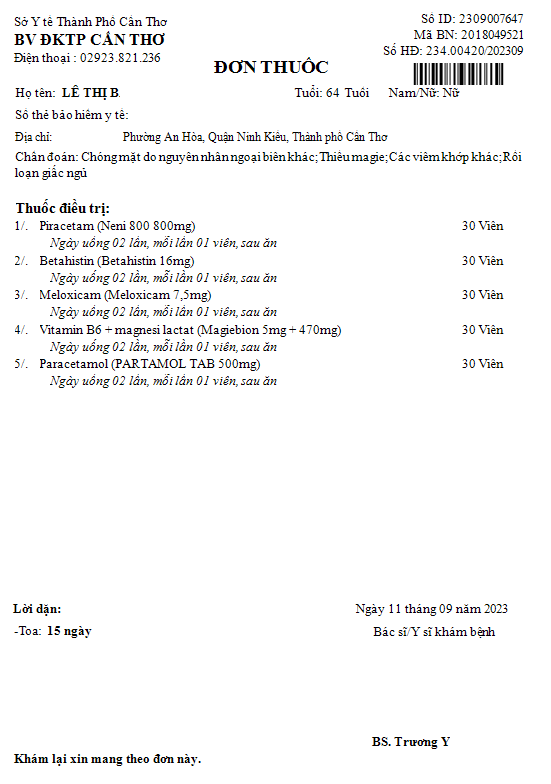 Sở Y tế Thành Phố Cần Thơ
BV ĐKTP CẦN THƠ
Điện thoại : 02923.821.236
Số ID: 2309007647
Mã BN: 2018049521
Số HĐ: 234.00420/202309
ĐƠN THUỐC
Họ tên: LÊ THỊ B. Tuổi: 64 Tuổi Nam/Nữ: Nữ
Số thẻ bảo hiểm y tế:
Địa chỉ: Phường An Hòa, Quận Ninh Kiều, Thành phố Cần Thơ
Chẩn đoán: Chóng mặt do nguyên nhân ngoại biên khác; Thiếu magie; Các viêm khớp khác; Rối
loạn giấc ngủ
Thuốc điều trị:
1/. Piracetam (Neni 800 800mg) 30 Viên
Ngày uống 02 lần, mỗi lần 01 viên, sau ăn
2/. Betahistin (Betahistin 16mg) 30 Viên
Ngày uống 02 lần, mỗi lần 01 viên, sau ăn
3/. Meloxicam (Meloxicam 7,5mg) 30 Viên
Ngày uống 02 lần, mỗi lần 01 viên, sau ăn
4/. Vitamin B6 + magnesi lactat (Magiebion 5mg + 470mg) 30 Viên
Ngày uống 02 lần, mỗi lần 01 viên, sau ăn
5/. Paracetamol (PARTAMOL TAB 500mg) 30 Viên
Ngày uống 02 lần, mỗi lần 01 viên, sau ăn
Lời dặn:
-Toa: 15 ngày
Ngày 11 tháng 09 năm 2023
Bác sĩ/Y sĩ khám bệnh
BS. Trương Y
Khám lại xin mang theo đơn này.